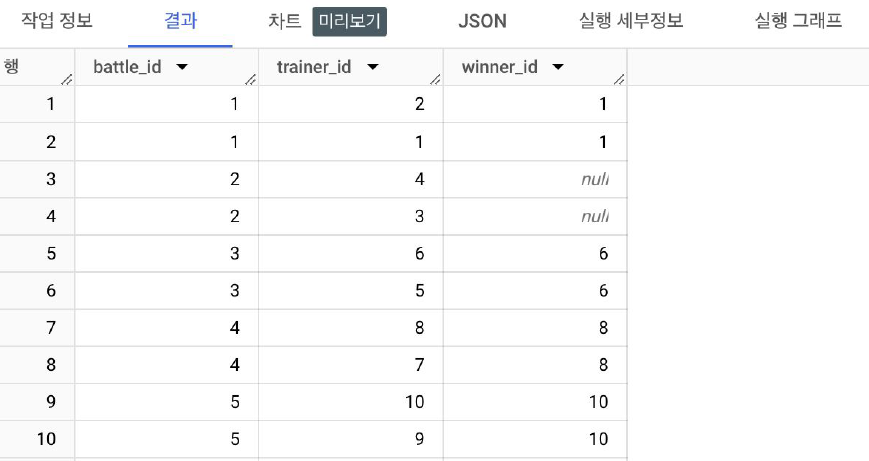 작업 정보 결과 차트 미리보기 JSON 실행 세부정보 실행 그래프
행 battle_id trainer_id winner_id
1 1 2 1
2 1 1 1
3 2 4 null
4 2 3 null
5 3 6 6
6 3 5 6
7 4 8 8
8 4 7 8
9 5 10 10
10 5 9 10